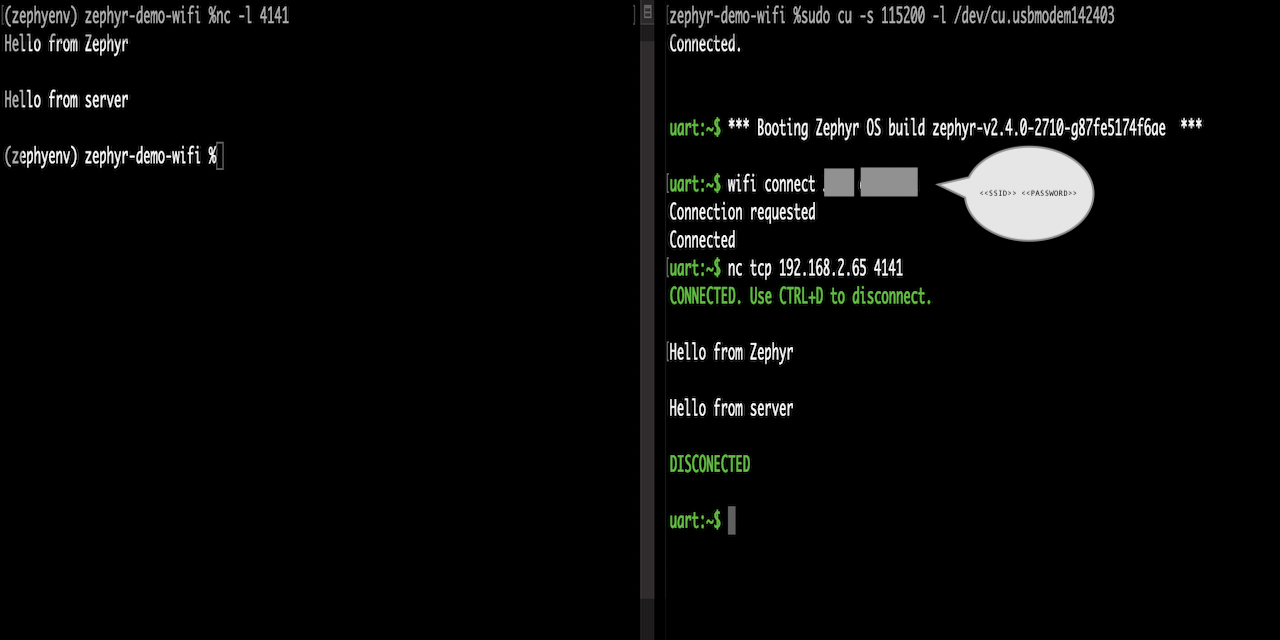 (zephyenv) zephyr-demo-wifi %nc -l 4141
Hello from Zephyr
Hello from server
(zephyenv) zephyr-demo-wifi %
zephyr-demo-wifi %sudo cu -s 115200 -l /dev/cu.usbmodem142403
Connected.
uart:~$ *** Booting Zephyr OS build zephyr-v2.4.0-2710-g87fe5174f6ae  ***
uart:~$ wifi connect
<<SSID>> <<PASSWORD>>
Connection requested
Connected
uart:~$ nc tcp 192.168.2.65 4141
CONNECTED. Use CTRL+D to disconnect.
Hello from Zephyr
Hello from server
DISCONECTED
uart:~$